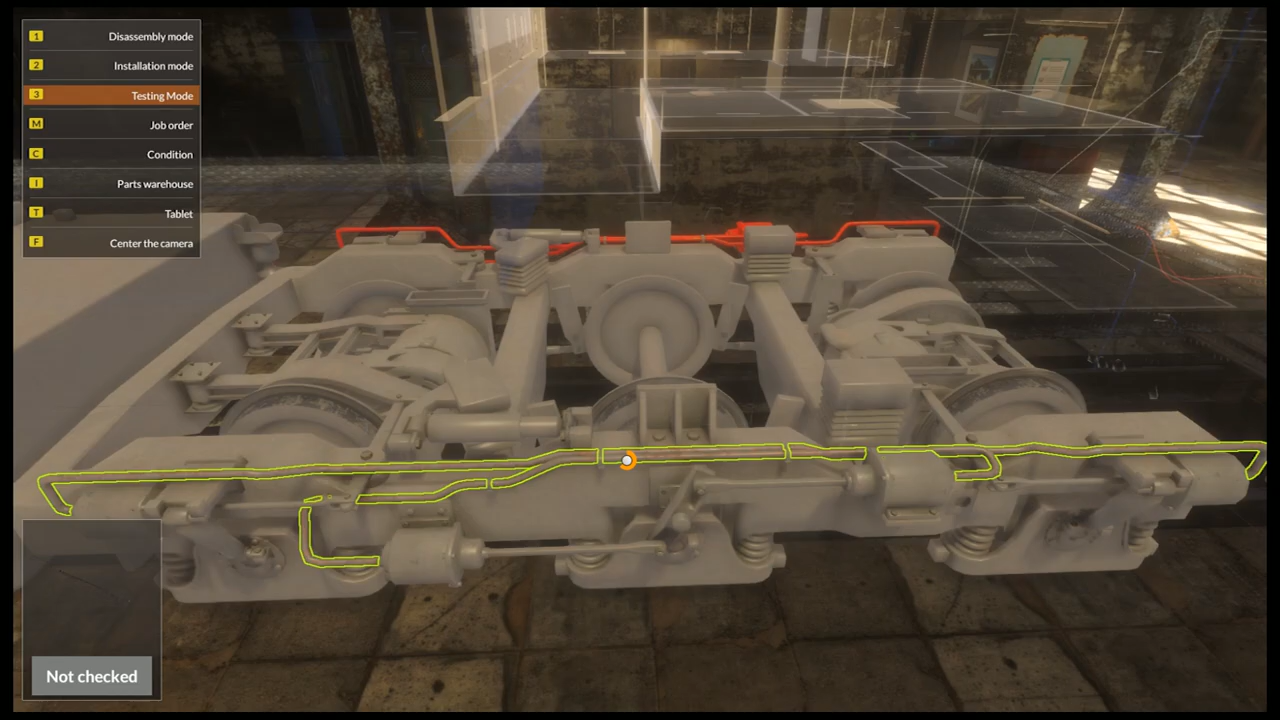 1 Disassembly mode
2 Installation mode
3 Testing Mode
M Job order
C Condition
I Parts warehouse
T Tablet
F Center the camera
Not checked